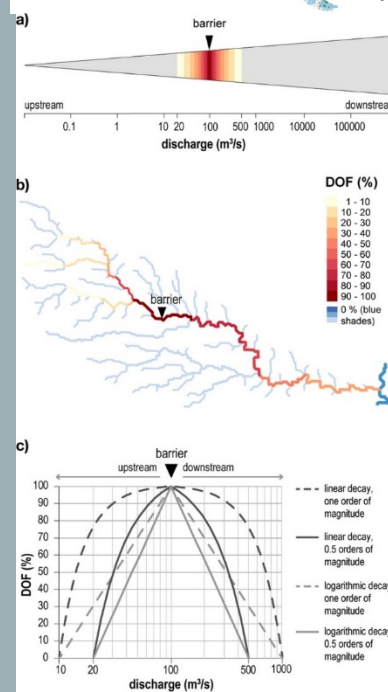 a)
barrier
upstream
0.1 1 10 20 100 500 1000 10000 100000
discharge (m³/s)
b)
DOF (%)
1 - 10
10 - 20
20 - 30
30 - 40
40 - 50
50 - 60
60 - 70
70 - 80
80 - 90
90 - 100
0 % (blue
shades)
barrier
c)
barrier
upstream downstream
100
90
80
70
60
50
40
30
20
10
0
DOF (%)
10 20 100 500 1000
discharge (m³/s)
linear decay,
one order of
magnitude
linear decay,
0.5 orders of
magnitude
logarithmic decay
one order of
magnitude
logarithmic decay
0.5 orders of
magnitude